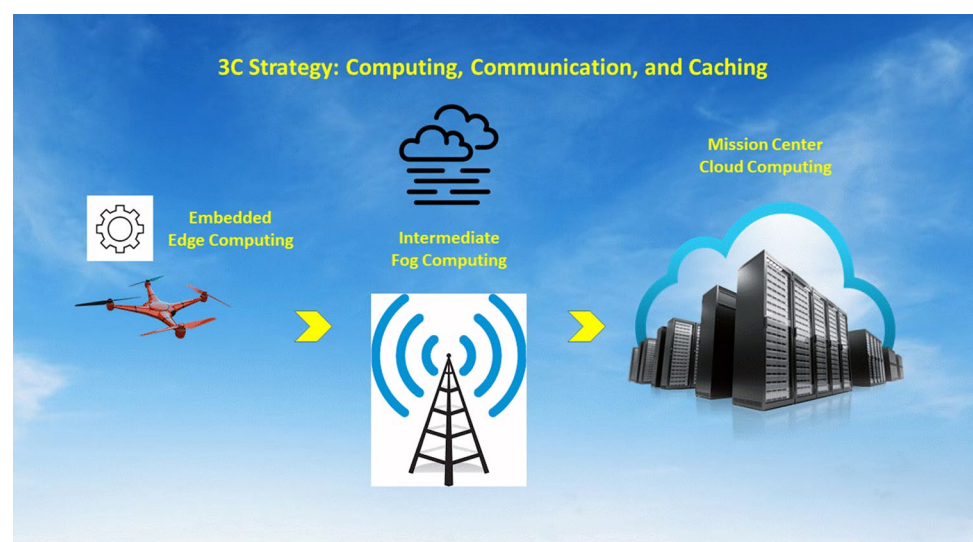 3C Strategy: Computing, Communication, and Caching
Mission Center
Cloud Computing
Embedded
Edge Computing
Intermediate
Fog Computing